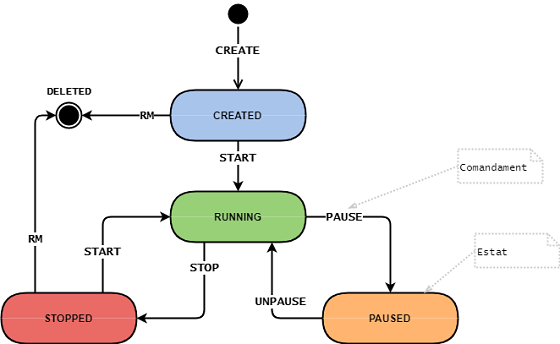 CREATE
DELETED
RM
CREATED
START
Comandament
RUNNING
PAUSE
RM
START
STOP
Estat
UNPAUSE
STOPPED
PAUSED